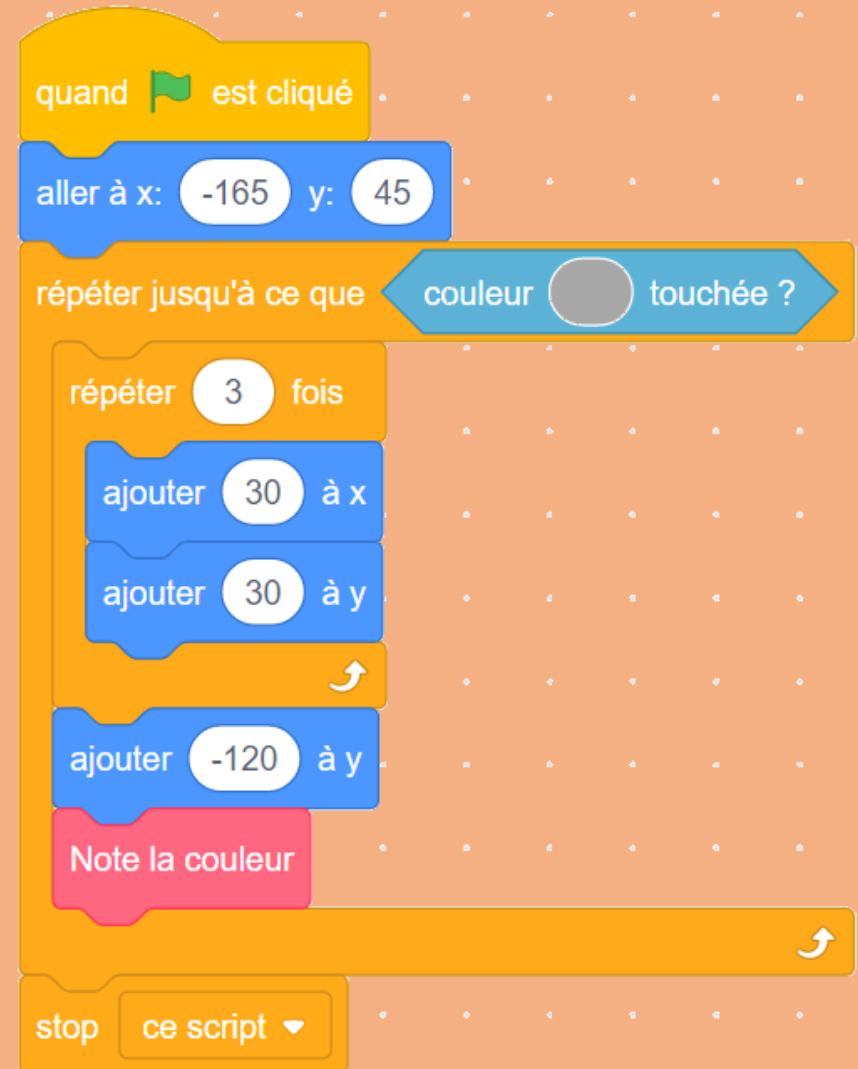 quand est cliqué
aller à x: -165 y: 45
répéter jusqu'à ce que couleur touchée ?
répéter 3 fois
ajouter 30 à x
ajouter 30 à y
ajouter -120 à y
Note la couleur
stop ce script